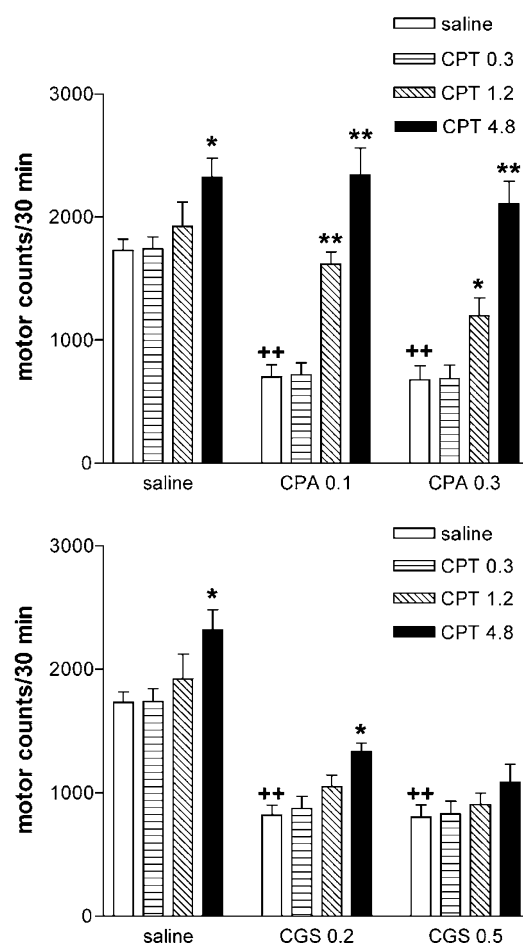 saline
CPT 0.3
CPT 1.2
CPT 4.8
motor counts/30 min
3000
2000
1000
0
*
++
**
**
++
*
**
saline
CPA 0.1
CPA 0.3
saline
CPT 0.3
CPT 1.2
CPT 4.8
motor counts/30 min
3000
2000
1000
0
*
++
*
++
saline
CGS 0.2
CGS 0.5